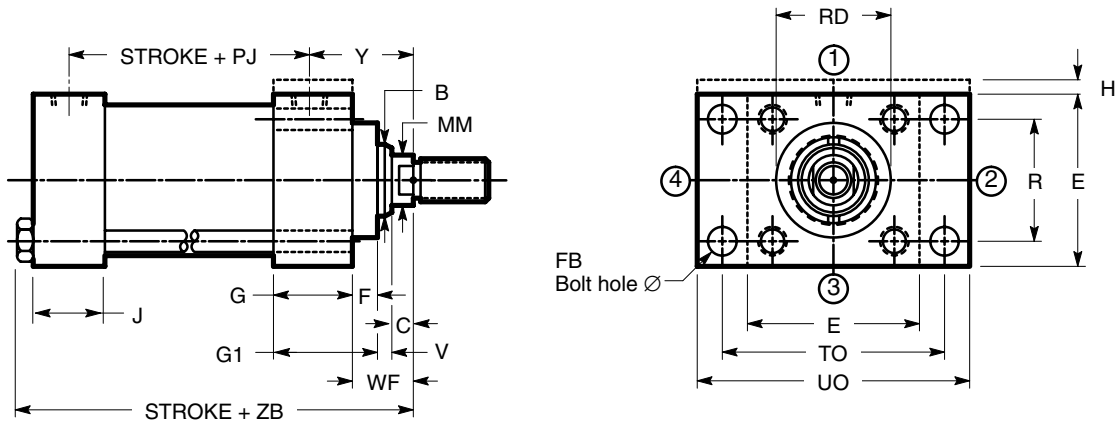 STROKE + PJ
Y
B
MM
G
F
J
C
G1
V
WF
STROKE + ZB
RD
1
H
4
2
R
E
FB
Bolt hole Ø
3
E
TO
UO